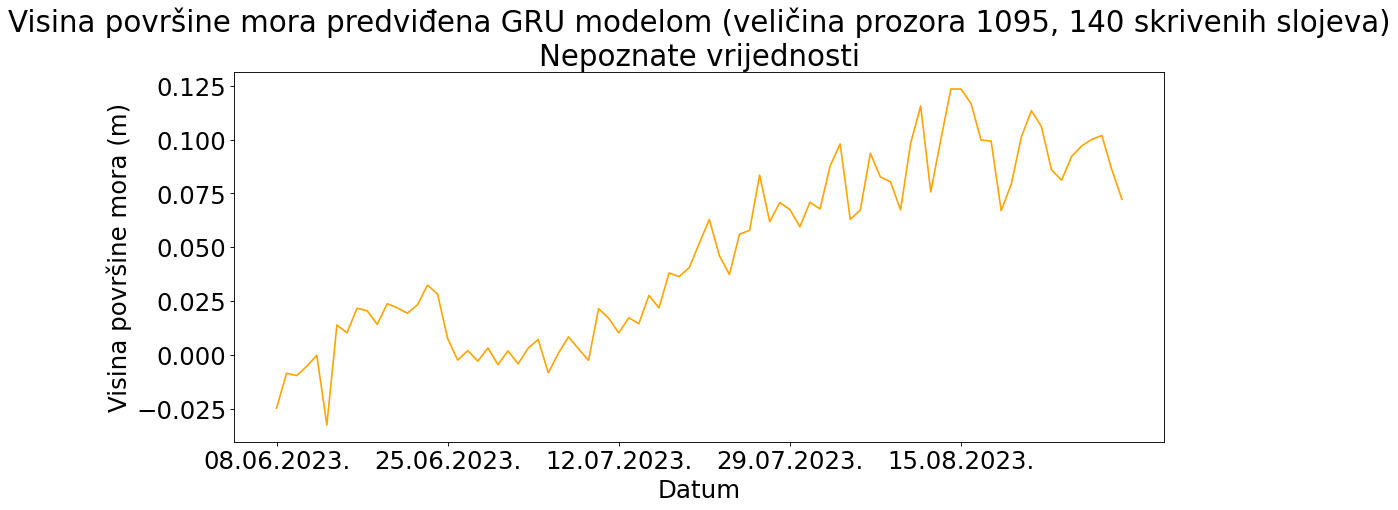 Visina površine mora predviđena GRU modelom (veličina prozora 1095, 140 skrivenih slojeva)
Nepoznate vrijednosti
Visina površine mora (m)
0.125
0.100
0.075
0.050
0.025
0.000
−0.025
08.06.2023. 25.06.2023. 12.07.2023. 29.07.2023. 15.08.2023.
Datum